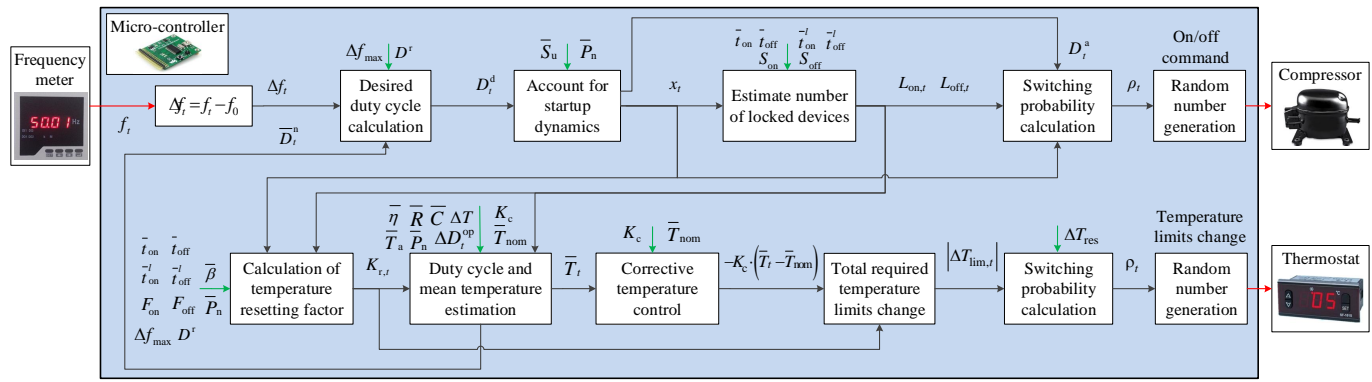 Micro-controller
Frequency meter
50.01 Hz
f_t
Δf_t = f_t − f_0
Δf_t
D̄_t^n
Δf_max D^r
Desired duty cycle calculation
D_t^d
S̄_u P̄_n
Account for startup dynamics
x_t
t̄_on t̄_off t̄_on^l t̄_off^l
S_on S_off
Estimate number of locked devices
L_on,t L_off,t
D_t^a
Switching probability calculation
ρ_t
On/off command
Random number generation
Compressor
t̄_on t̄_off
t̄_on^l t̄_off^l β̄
F_on F_off P̄_n
Δf_max D^r
Calculation of temperature resetting factor
K_r,t
η̄ R̄ C̄ ΔT K_c
T̄_a P̄_n ΔD_t^op T̄_nom
Duty cycle and mean temperature estimation
T̄_t
K_c T̄_nom
Corrective temperature control
−K_c·(T̄_t − T̄_nom)
Total required temperature limits change
|ΔT_lim,t|
ΔT_res
Switching probability calculation
ρ_t
Temperature limits change
Random number generation
Thermostat
°C
SET